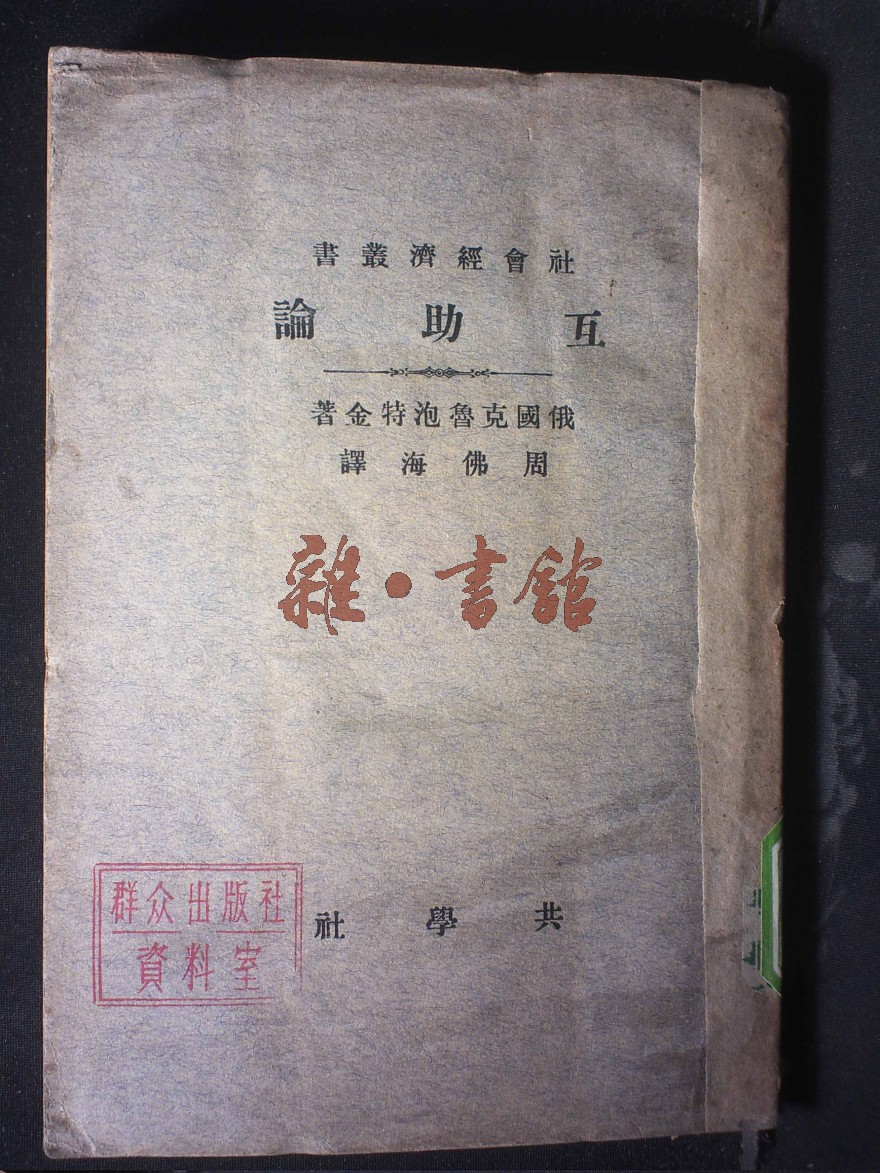 社會經濟叢書
互助論
俄國克魯泡特金著
周佛海譯
雜·書館
共學社
群众出版社
資料室